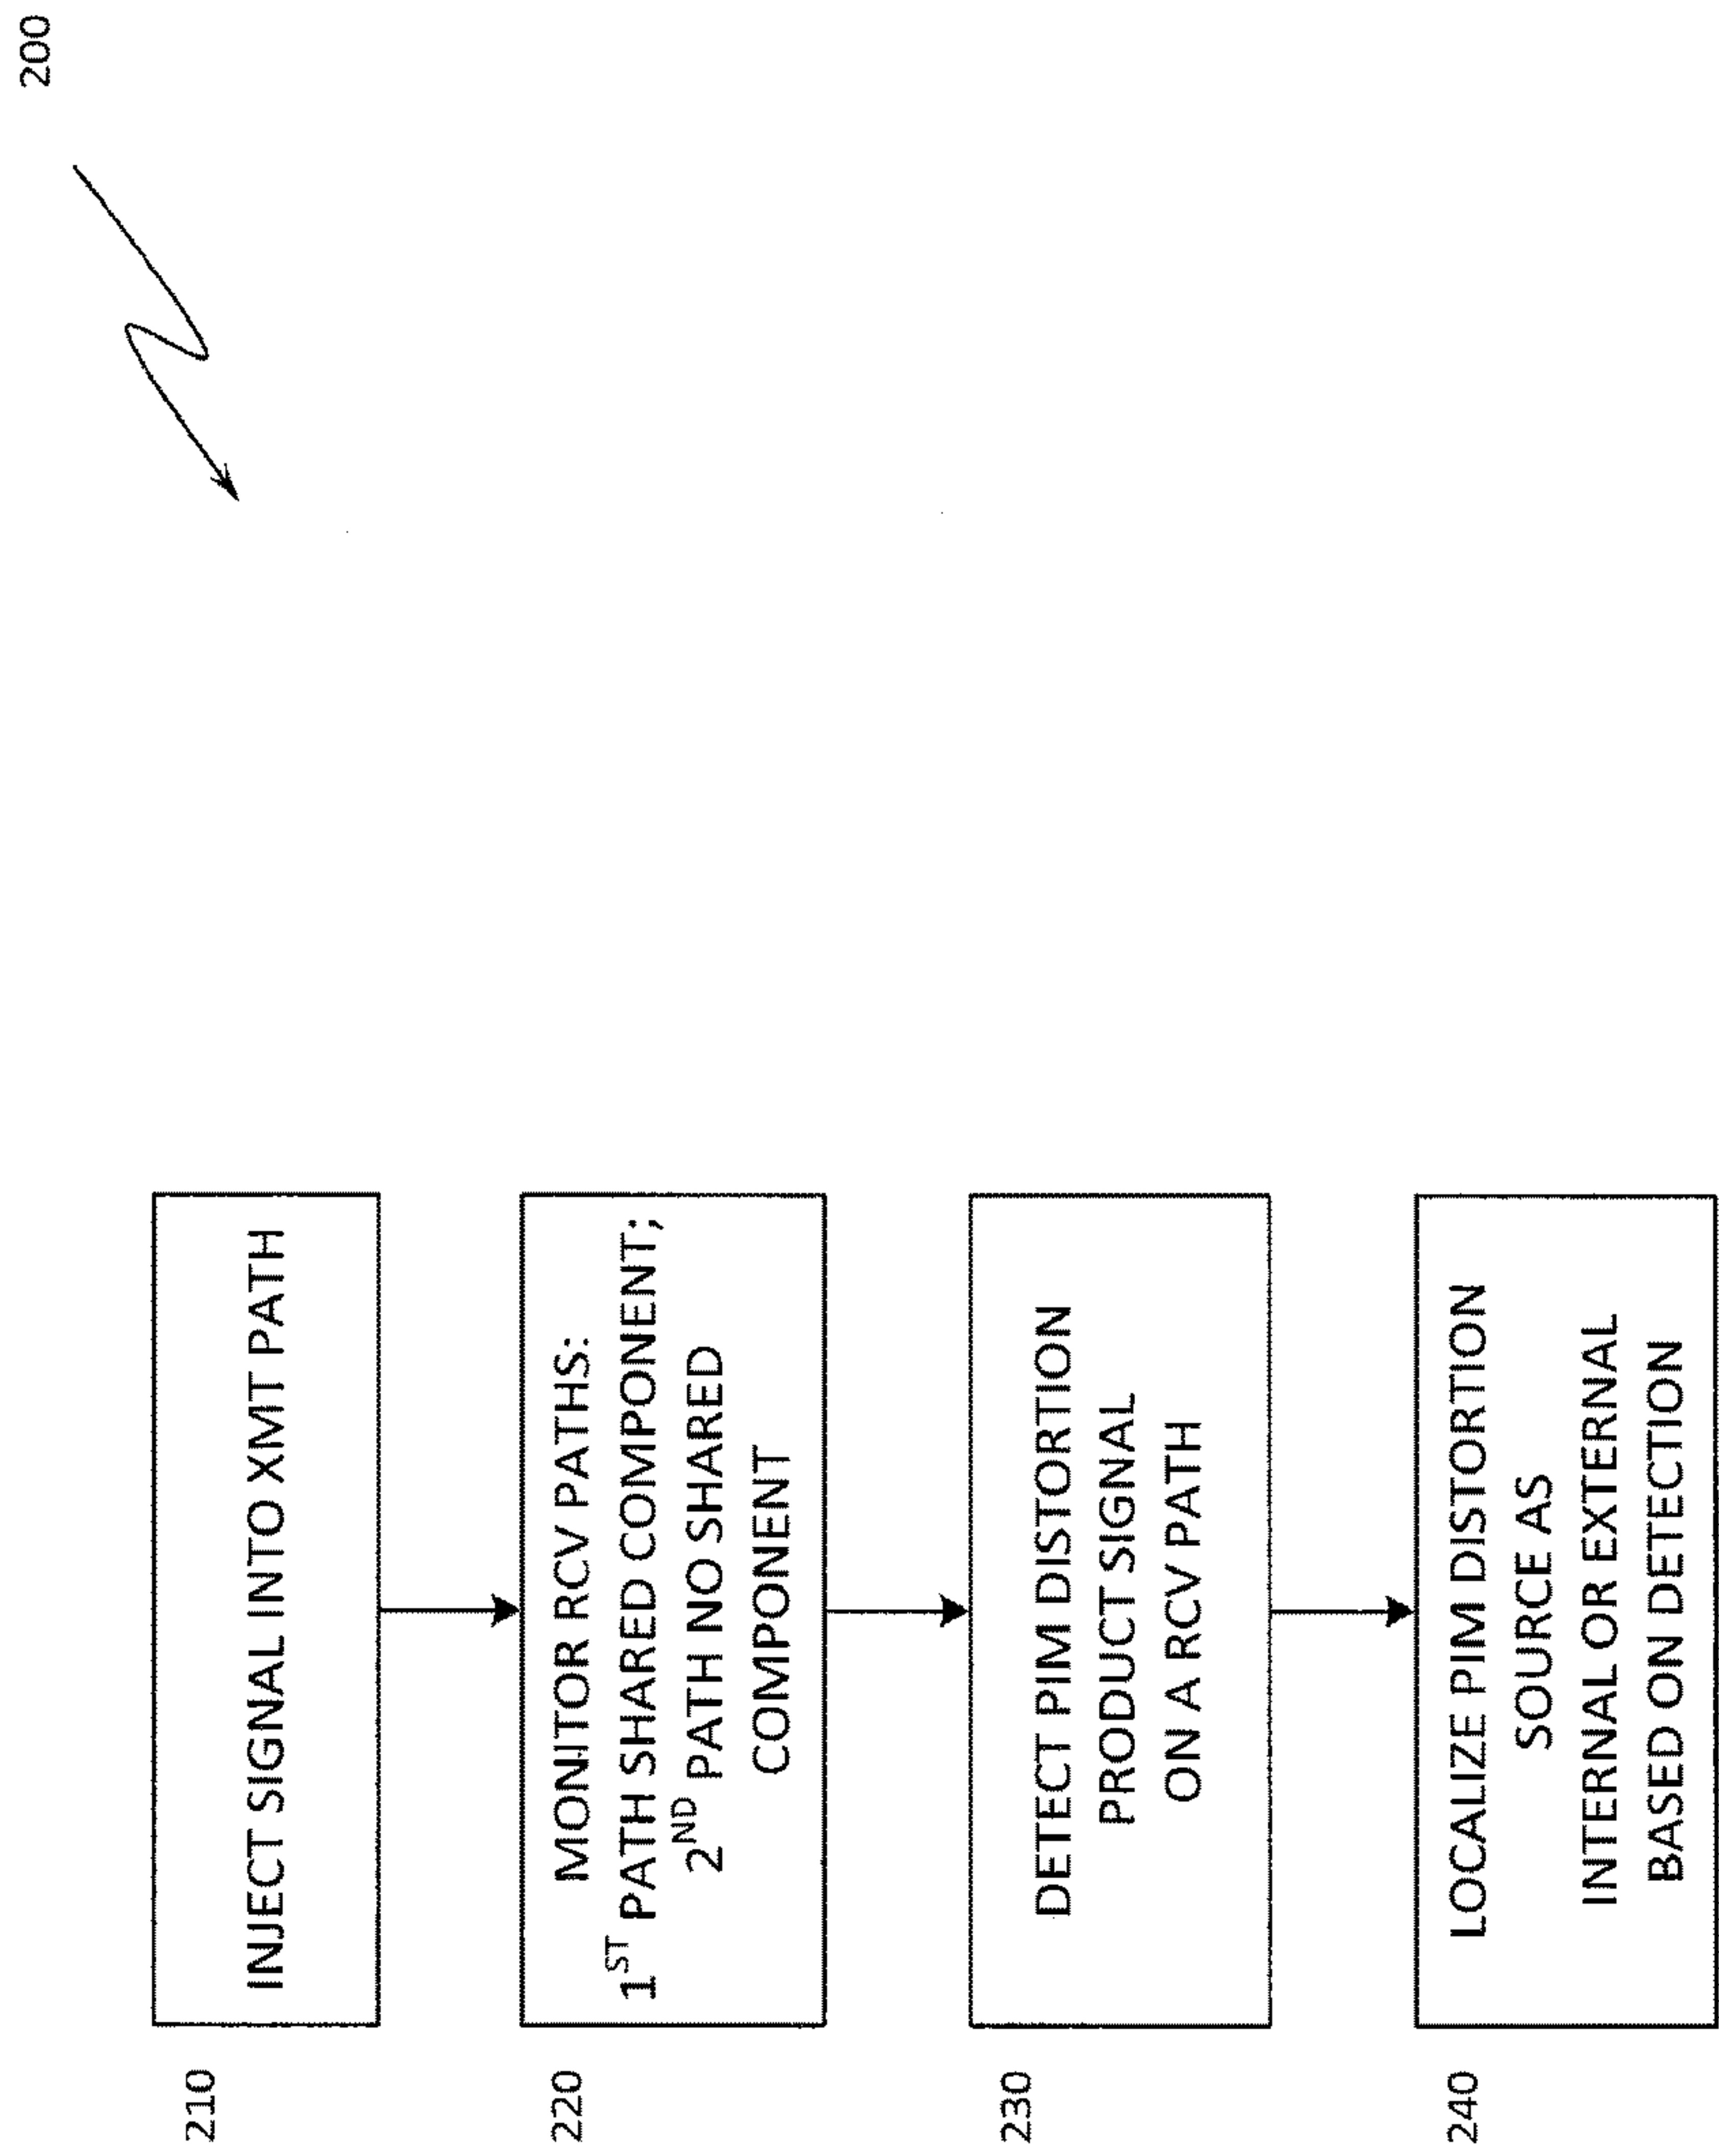 200
210
INJECT SIGNAL INTO XMT PATH
220
MONITOR RCV PATHS:
1ST PATH SHARED COMPONENT;
2ND PATH NO SHARED
COMPONENT
230
DETECT PIM DISTORTION
PRODUCT SIGNAL
ON A RCV PATH
240
LOCALIZE PIM DISTORTION
SOURCE AS
INTERNAL OR EXTERNAL
BASED ON DETECTION